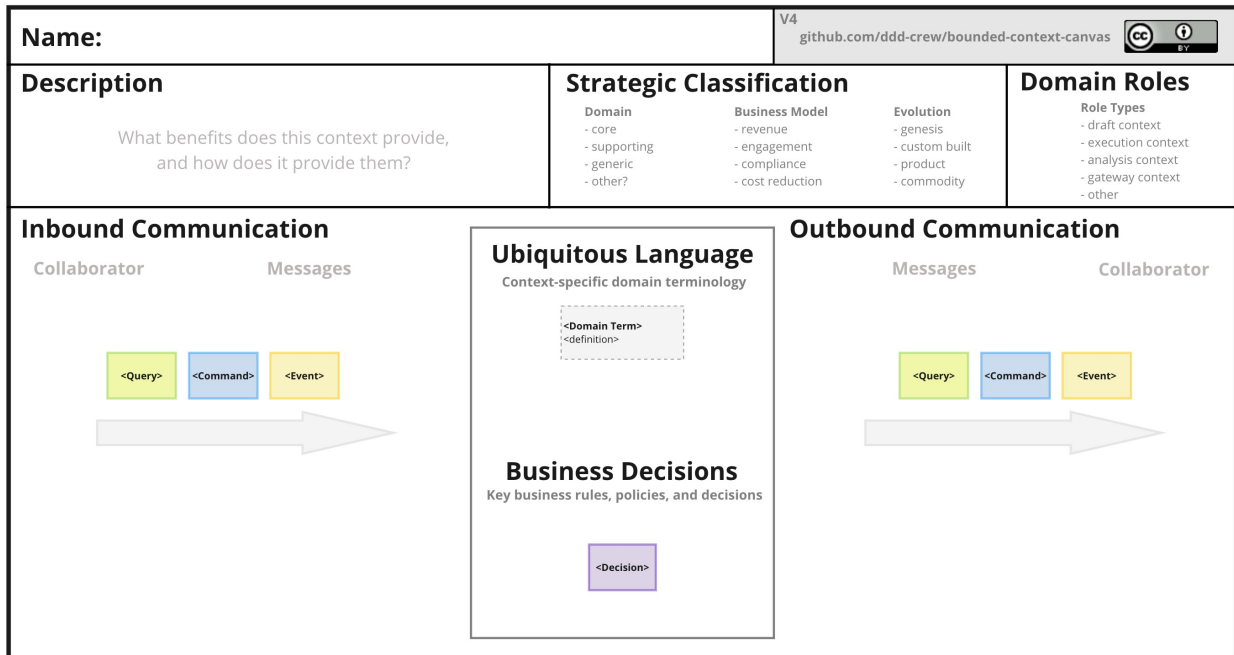 Name:
V4
github.com/ddd-crew/bounded-context-canvas
cc
BY
Description
What benefits does this context provide,
and how does it provide them?
Strategic Classification
Domain
- core
- supporting
- generic
- other?
Business Model
- revenue
- engagement
- compliance
- cost reduction
Evolution
- genesis
- custom built
- product
- commodity
Domain Roles
Role Types
- draft context
- execution context
- analysis context
- gateway context
- other
Inbound Communication
Collaborator
Messages
<Query>
<Command>
<Event>
Ubiquitous Language
Context-specific domain terminology
<Domain Term>
<definition>
Business Decisions
Key business rules, policies, and decisions
<Decision>
Outbound Communication
Messages
Collaborator
<Query>
<Command>
<Event>